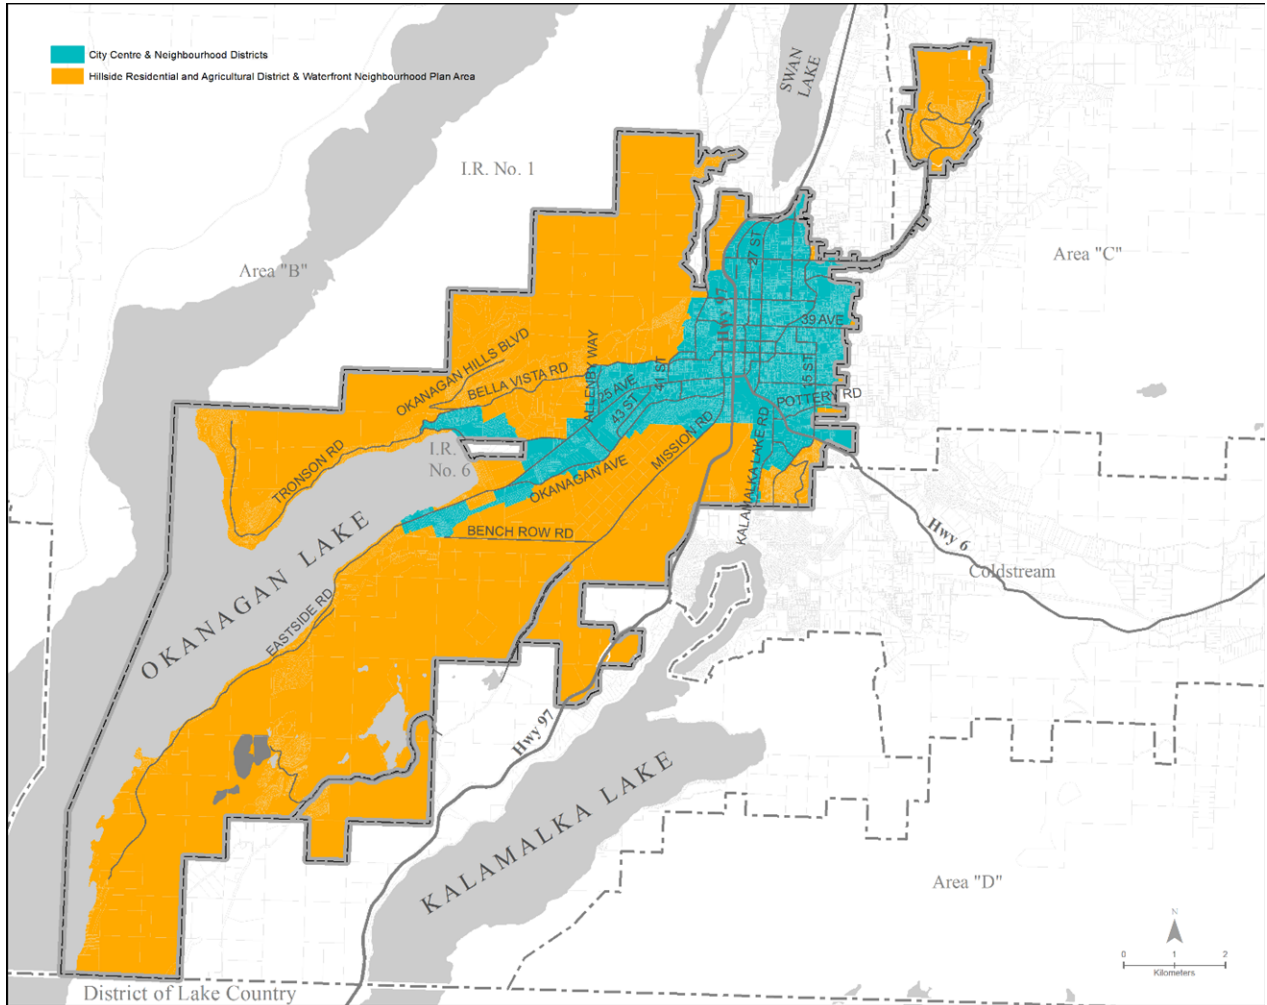 City Centre & Neighbourhood Districts
Hillside Residential and Agricultural District & Waterfront Neighbourhood Plan Area
SWAN
LAKE
I.R. No. 1
Area "B"
Area "C"
27 ST
Hwy 97
39 AVE
15 ST
POTTERY RD
41 ST
ALLENBY WAY
25 AVE
43 ST
OKANAGAN HILLS BLVD
BELLA VISTA RD
MISSION RD
KALAMALKA LAKE RD
TRONSON RD
I.R.
No. 6
OKANAGAN AVE
BENCH ROW RD
OKANAGAN LAKE
EASTSIDE RD
Hwy 6
Coldstream
Hwy 97
KALAMALKA LAKE
Area "D"
N
0 1 2
Kilometers
District of Lake Country